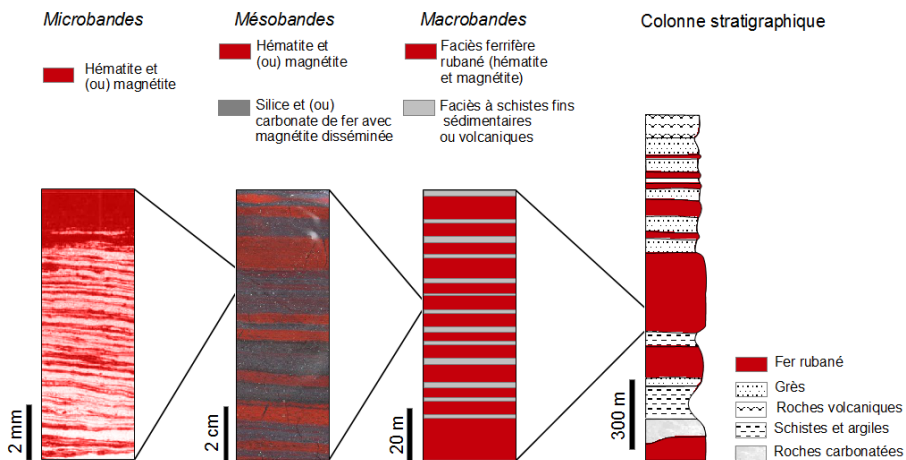 Microbandes
Hématite et
(ou) magnétite
2 mm
Mésobandes
Hématite et
(ou) magnétite
Silice et (ou)
carbonate de fer avec
magnétite disséminée
2 cm
Macrobandes
Faciès ferrifère
rubané (hématite
et magnétite)
Faciès à schistes fins
sédimentaires
ou volcaniques
20 m
Colonne stratigraphique
300 m
Fer rubané
Grès
Roches volcaniques
Schistes et argiles
Roches carbonatées